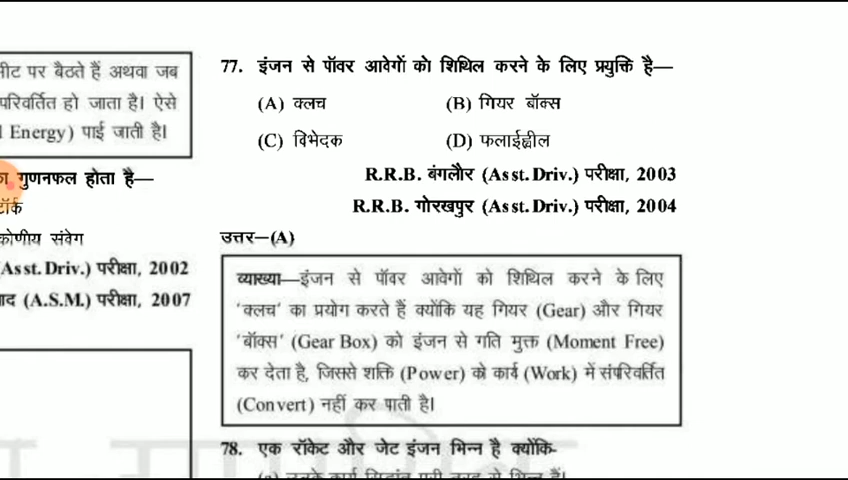 मीट पर बैठते हैं अथवा जब
परिवर्तित हो जाता है। ऐसे
Energy) पाई जाती है।
गुणनफल होता है—
कोणीय संवेग
Asst. Driv.) परीक्षा, 2002
(A.S.M.) परीक्षा, 2007
77. इंजन से पॉवर आवेगों को शिथिल करने के लिए प्रयुक्ति है—
(A) क्लच (B) गियर बॉक्स
(C) विभेदक (D) फलाईह्वील
R.R.B. बंगलौर (Asst. Driv.) परीक्षा, 2003
R.R.B. गोरखपुर (Asst. Driv.) परीक्षा, 2004
उत्तर—(A)
व्याख्या—इंजन से पॉवर आवेगों को शिथिल करने के लिए
'क्लच' का प्रयोग करते हैं क्योंकि यह गियर (Gear) और गियर
'बॉक्स' (Gear Box) को इंजन से गति मुक्त (Moment Free)
कर देता है, जिससे शक्ति (Power) को कार्य (Work) में संपरिवर्तित
(Convert) नहीं कर पाती है।
78. एक रॉकेट और जेट इंजन भिन्न है क्योंकि-